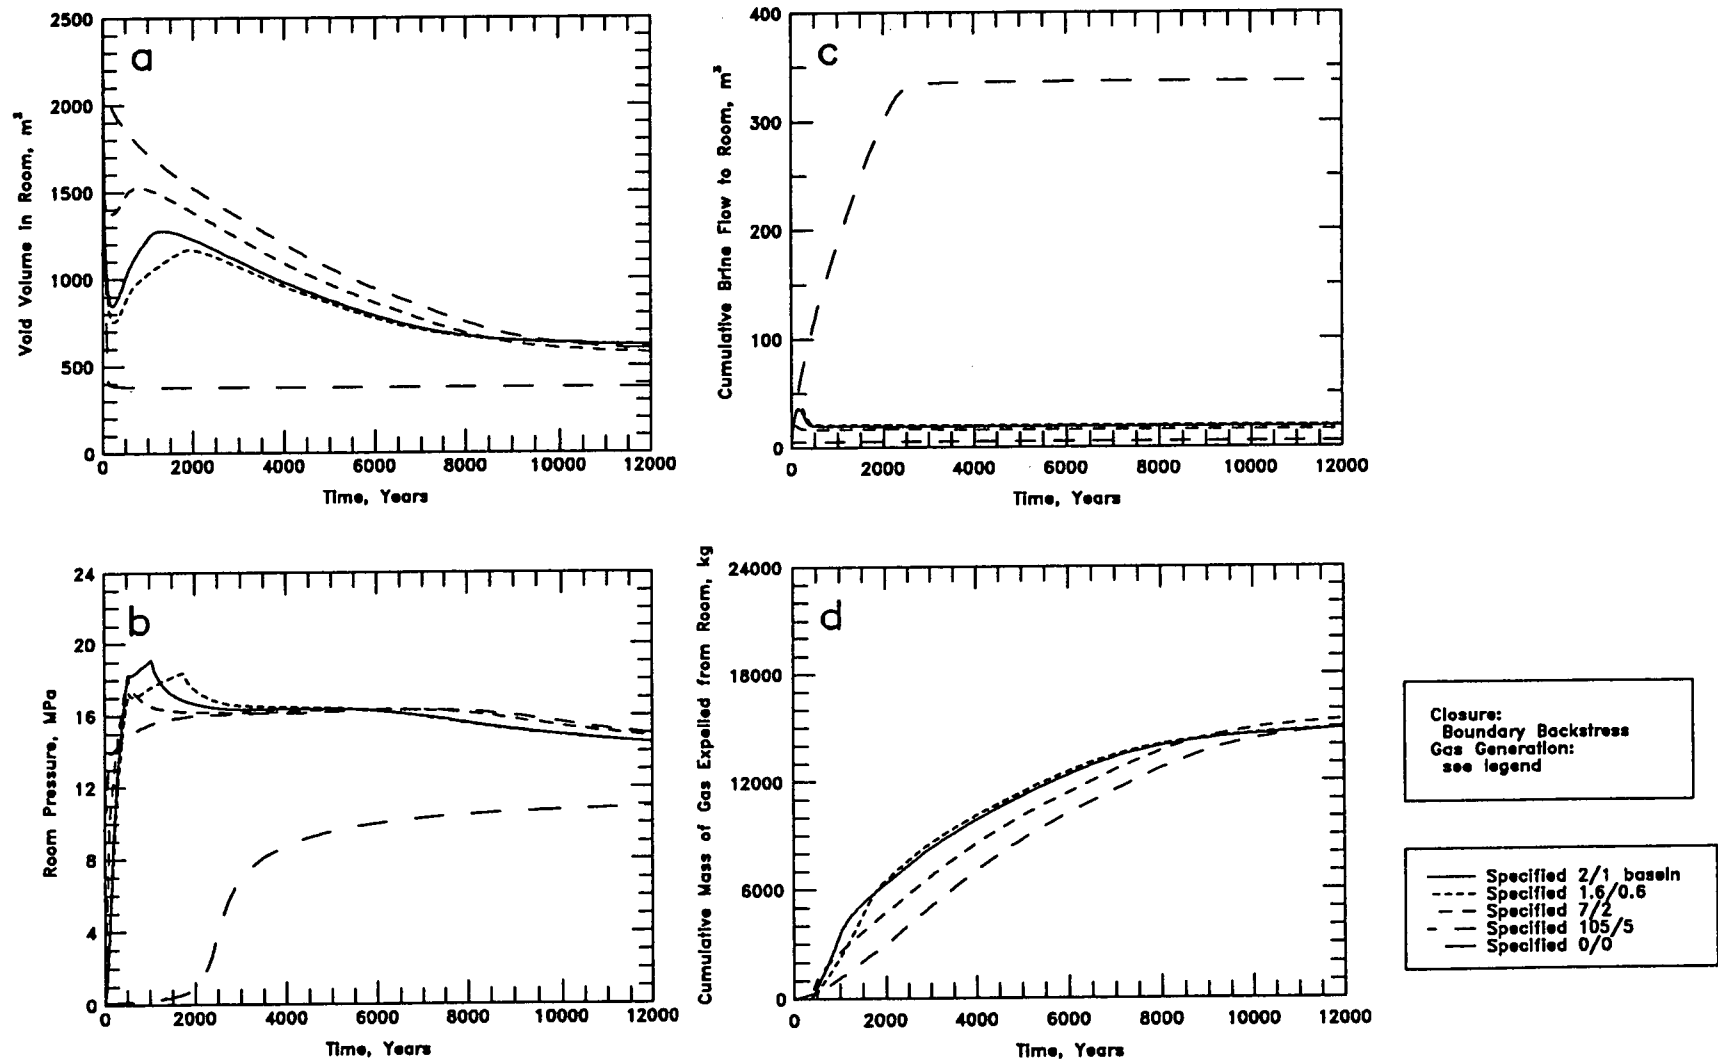 a
2500
2000
1500
1000
500
0
Void Volume in Room, m³
0 2000 4000 6000 8000 10000 12000
Time, Years
c
400
300
200
100
0
Cumulative Brine Flow to Room, m³
0 2000 4000 6000 8000 10000 12000
Time, Years
b
24
20
16
12
8
4
0
Room Pressure, MPa
0 2000 4000 6000 8000 10000 12000
Time, Years
d
24000
18000
12000
6000
0
Cumulative Mass of Gas Expelled from Room, kg
0 2000 4000 6000 8000 10000 12000
Time, Years
Closure:
Boundary Backstress
Gas Generation:
see legend
Specified 2/1 baseln
Specified 1.6/0.6
Specified 7/2
Specified 105/5
Specified 0/0